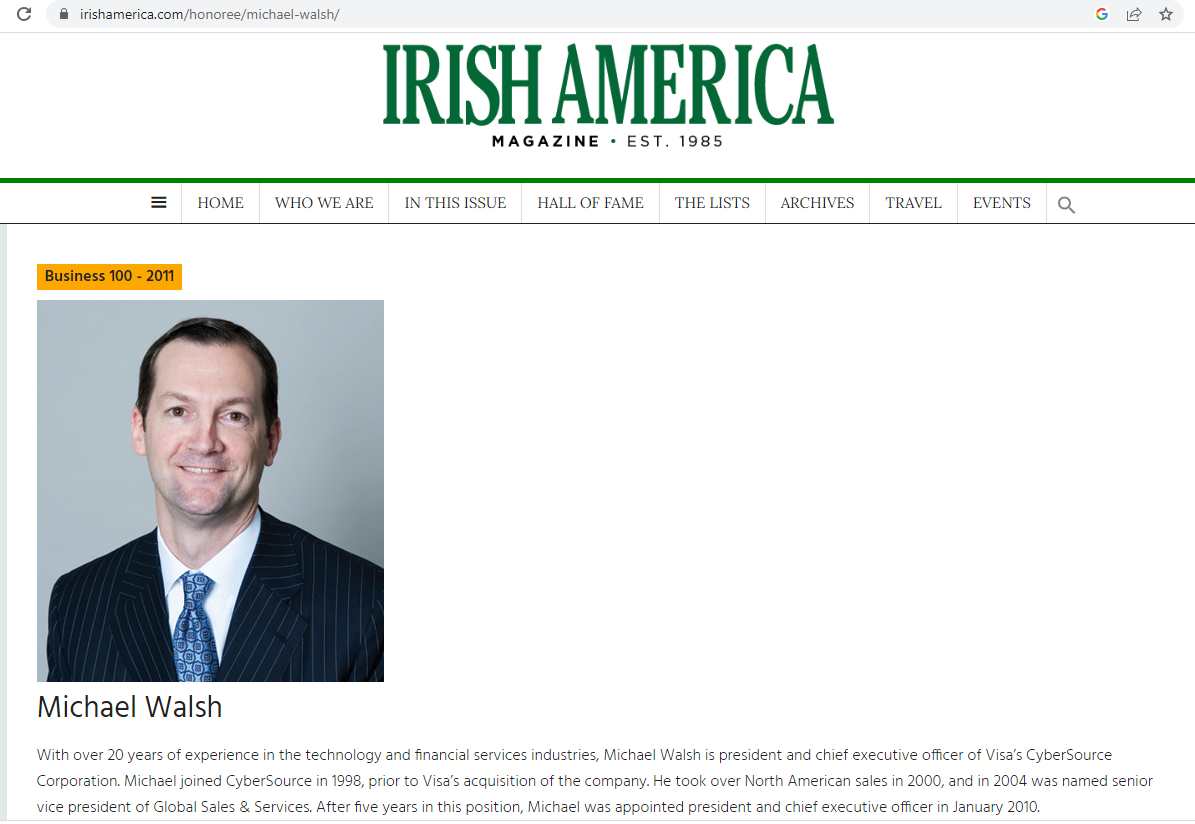 irishamerica.com/honoree/michael-walsh/
IRISH AMERICA
MAGAZINE • EST. 1985
HOME WHO WE ARE IN THIS ISSUE HALL OF FAME THE LISTS ARCHIVES TRAVEL EVENTS
Business 100 - 2011
Michael Walsh
With over 20 years of experience in the technology and financial services industries, Michael Walsh is president and chief executive officer of Visa’s CyberSource
Corporation. Michael joined CyberSource in 1998, prior to Visa’s acquisition of the company. He took over North American sales in 2000, and in 2004 was named senior
vice president of Global Sales & Services. After five years in this position, Michael was appointed president and chief executive officer in January 2010.